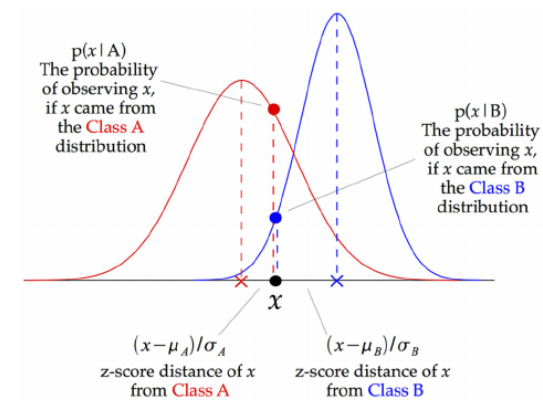 p(x | A)
The probability
of observing x,
if x came from
the Class A
distribution
p(x | B)
The probability
of observing x,
if x came from
the Class B
distribution
x
(x−μ_A)/σ_A
z-score distance of x
from Class A
(x−μ_B)/σ_B
z-score distance of x
from Class B